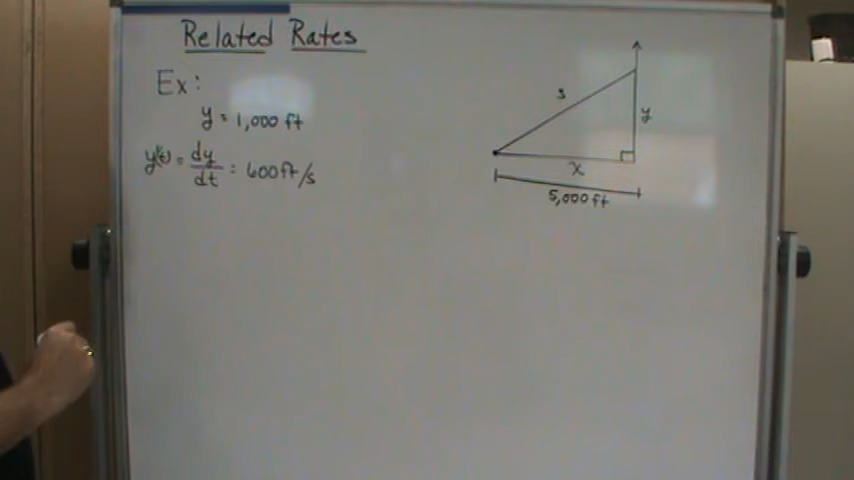 Related Rates
Ex:
y = 1,000 ft
y'(t) = dy/dt = 600 ft/s
s
y
x
5,000 ft